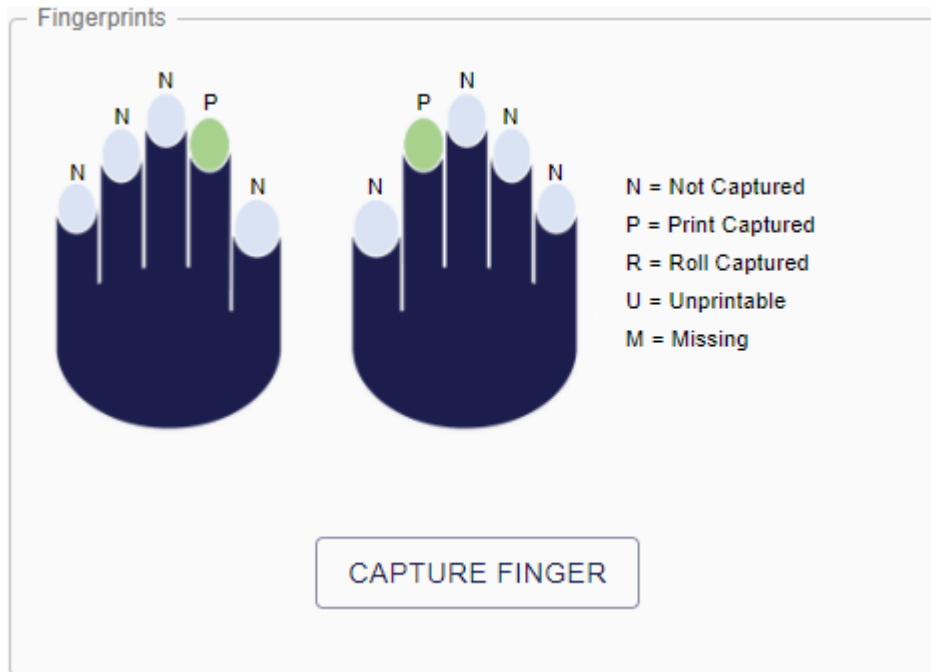 Fingerprints
N N N P N
N P N N N
N = Not Captured
P = Print Captured
R = Roll Captured
U = Unprintable
M = Missing
CAPTURE FINGER